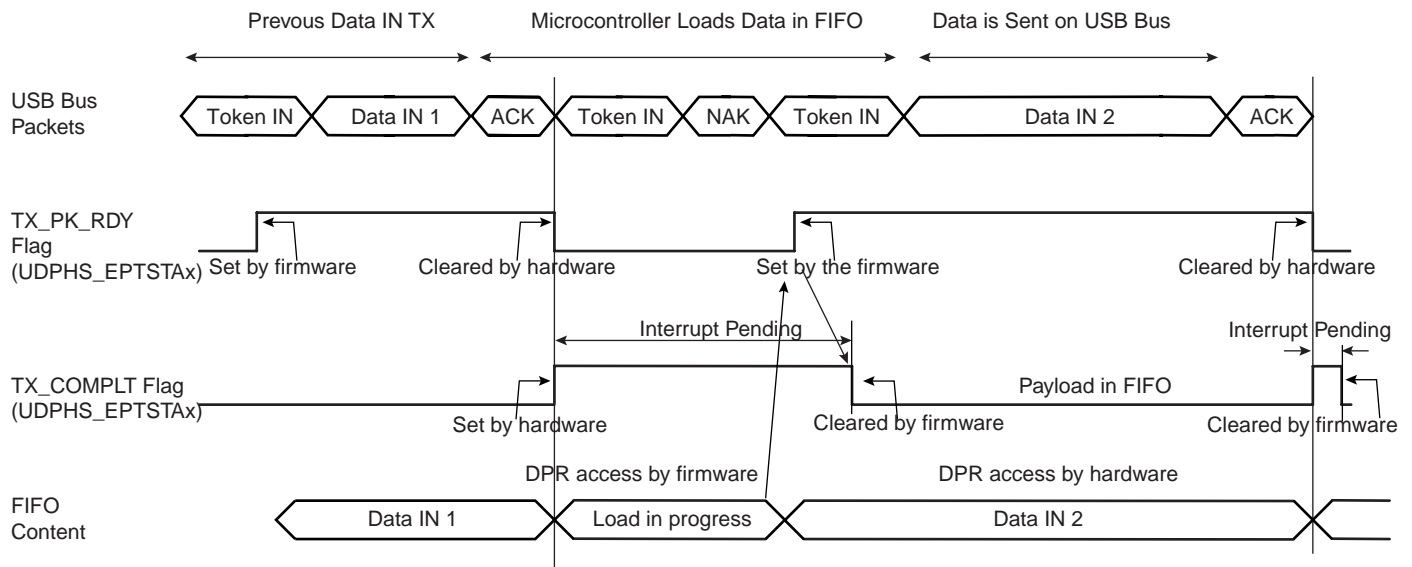 Prevous Data IN TX
Microcontroller Loads Data in FIFO
Data is Sent on USB Bus
USB Bus
Packets
Token IN
Data IN 1
ACK
Token IN
NAK
Token IN
Data IN 2
ACK
TX_PK_RDY
Flag
(UDPHS_EPTSTAx)
Set by firmware
Cleared by hardware
Set by the firmware
Cleared by hardware
Interrupt Pending
Interrupt Pending
TX_COMPLT Flag
(UDPHS_EPTSTAx)
Payload in FIFO
Set by hardware
Cleared by firmware
Cleared by firmware
DPR access by firmware
DPR access by hardware
FIFO
Content
Data IN 1
Load in progress
Data IN 2